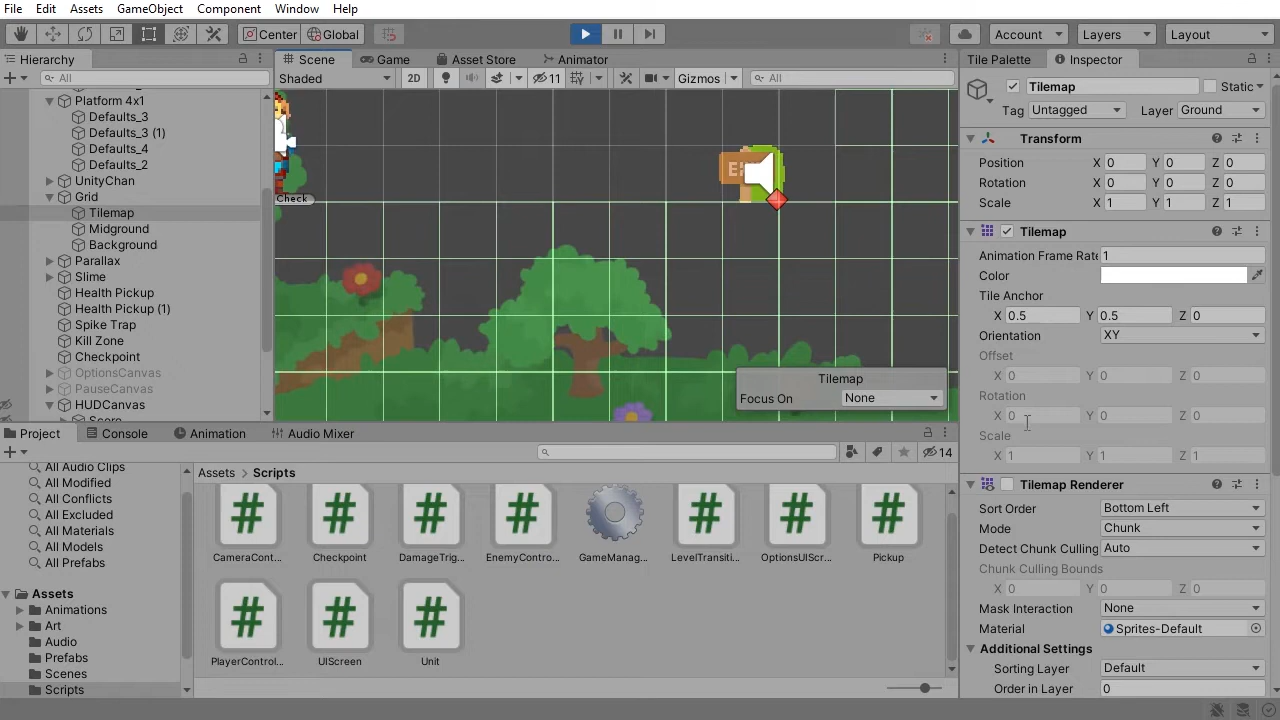 File Edit Assets GameObject Component Window Help
Center Global Account Layers Layout
Hierarchy Scene Game Asset Store Animator Tile Palette Inspector
All Shaded 2D 11 Gizmos All Tilemap Static
Tag Untagged Layer Ground
Platform 4x1
Defaults_3
Defaults_3 (1)
Defaults_4
Defaults_2
UnityChan
Grid
Tilemap
Midground
Background
Parallax
Slime
Health Pickup
Health Pickup (1)
Spike Trap
Kill Zone
Checkpoint
OptionsCanvas
PauseCanvas
HUDCanvas
Score
Check
Tilemap
Focus On None
Transform
Position X 0 Y 0 Z 0
Rotation X 0 Y 0 Z 0
Scale X 1 Y 1 Z 1
Tilemap
Animation Frame Rate 1
Color
Tile Anchor
X 0.5 Y 0.5 Z 0
Orientation XY
Offset
X 0 Y 0 Z 0
Rotation
X 0 Y 0 Z 0
Scale
X 1 Y 1 Z 1
Tilemap Renderer
Sort Order Bottom Left
Mode Chunk
Detect Chunk Culling Auto
Chunk Culling Bounds
X 0 Y 0 Z 0
Mask Interaction None
Material Sprites-Default
Additional Settings
Sorting Layer Default
Order in Layer 0
Project Console Animation Audio Mixer
14
All Audio Clips
All Modified
All Conflicts
All Excluded
All Materials
All Models
All Prefabs
Assets
Animations
Art
Audio
Prefabs
Scenes
Scripts
Assets > Scripts
CameraCont... Checkpoint DamageTrig... EnemyContro... GameManag... LevelTransiti... OptionsUIScr... Pickup
PlayerControl... UIScreen Unit